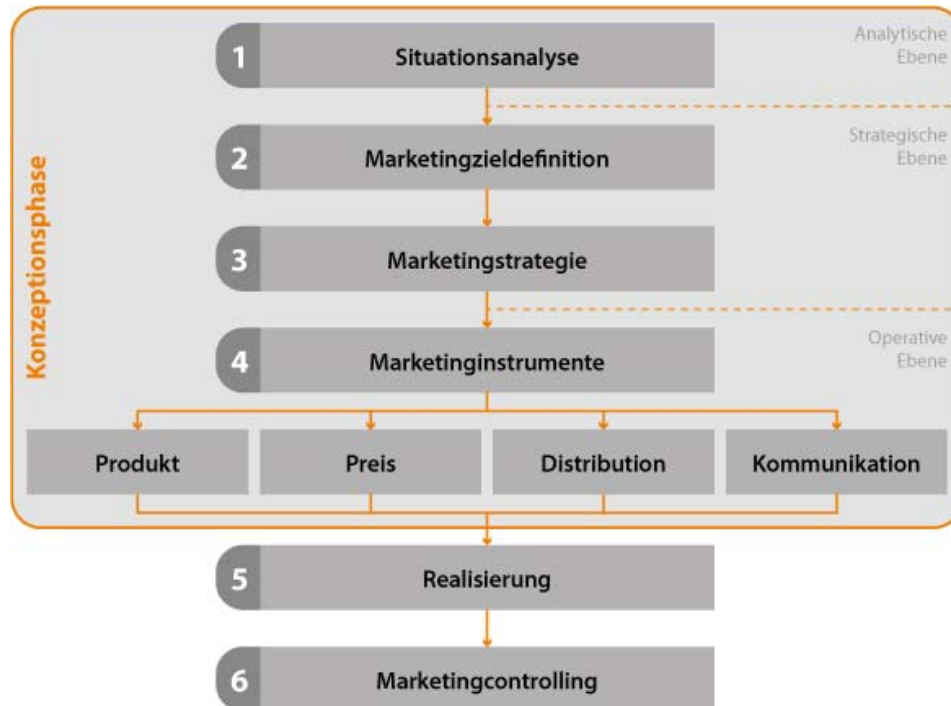 1
Situationsanalyse
Analytische
Ebene
2
Marketingzieldefinition
Strategische
Ebene
Konzeptionsphase
3
Marketingstrategie
4
Marketinginstrumente
Operative
Ebene
Produkt
Preis
Distribution
Kommunikation
5
Realisierung
6
Marketingcontrolling